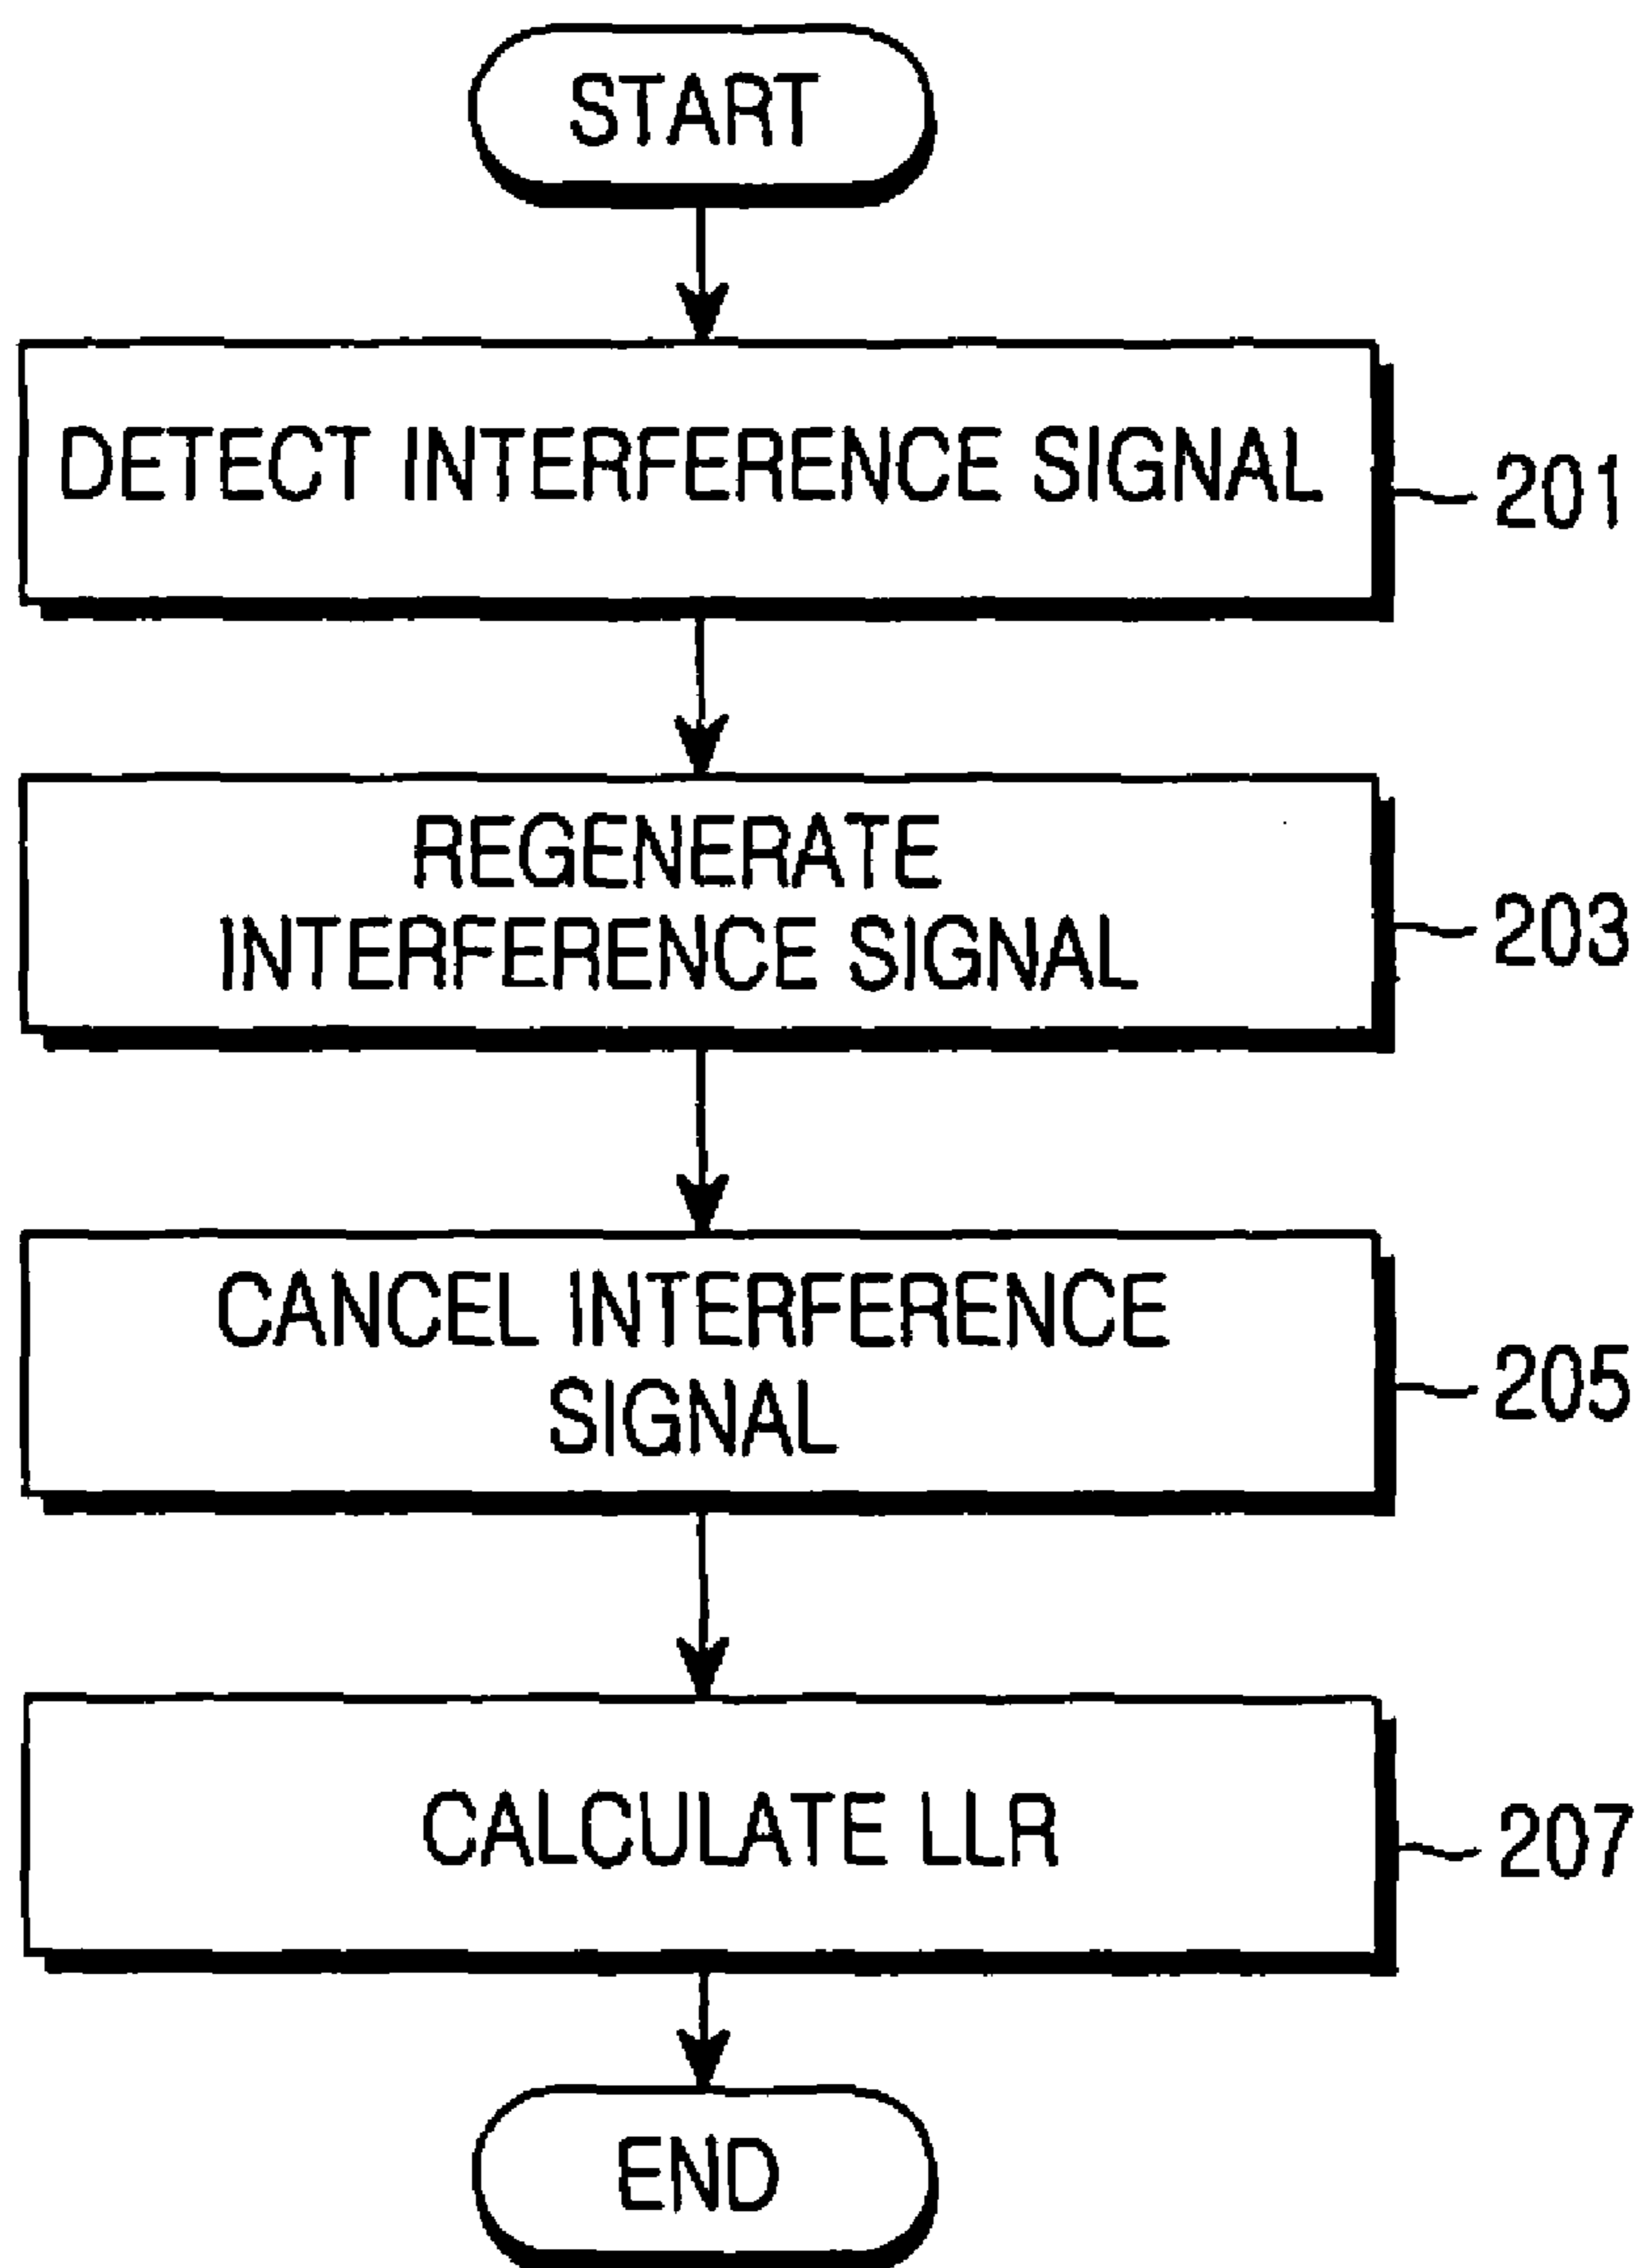 START
DETECT INTERFERENCE SIGNAL
201
REGENERATE
INTERFERENCE SIGNAL
203
CANCEL INTERFERENCE
SIGNAL
205
CALCULATE LLR
207
END